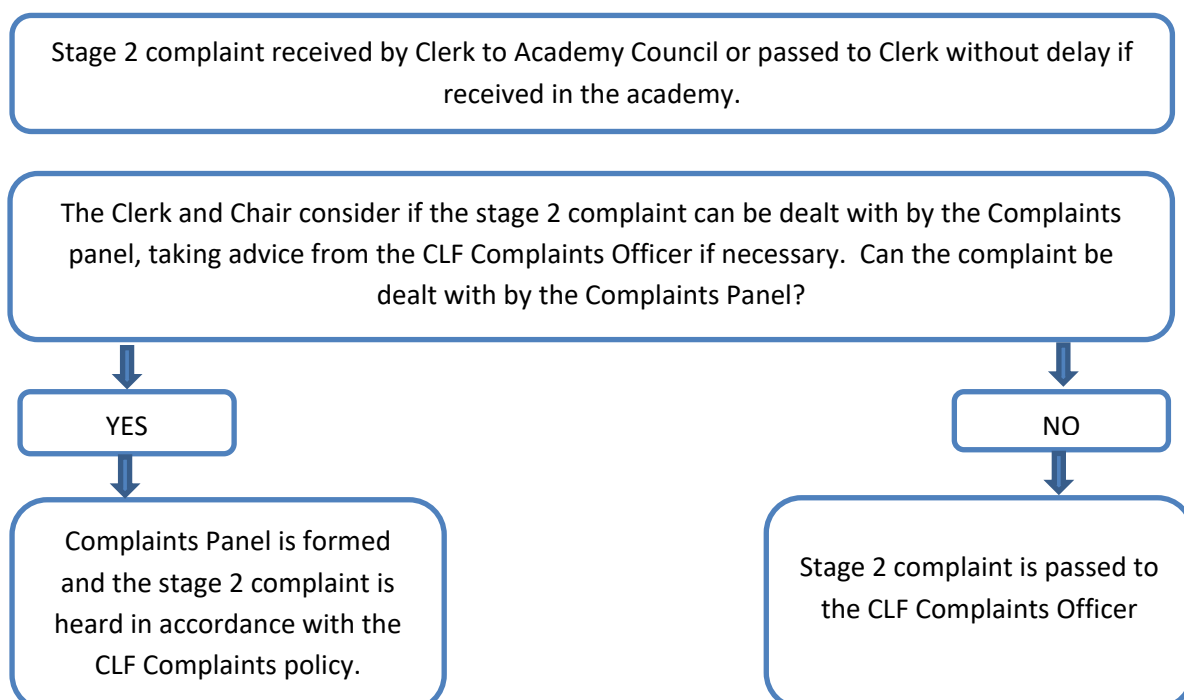 Stage 2 complaint received by Clerk to Academy Council or passed to Clerk without delay if
received in the academy.
The Clerk and Chair consider if the stage 2 complaint can be dealt with by the Complaints
panel, taking advice from the CLF Complaints Officer if necessary.  Can the complaint be
dealt with by the Complaints Panel?
YES
NO
Complaints Panel is formed
and the stage 2 complaint is
heard in accordance with the
CLF Complaints policy.
Stage 2 complaint is passed to
the CLF Complaints Officer